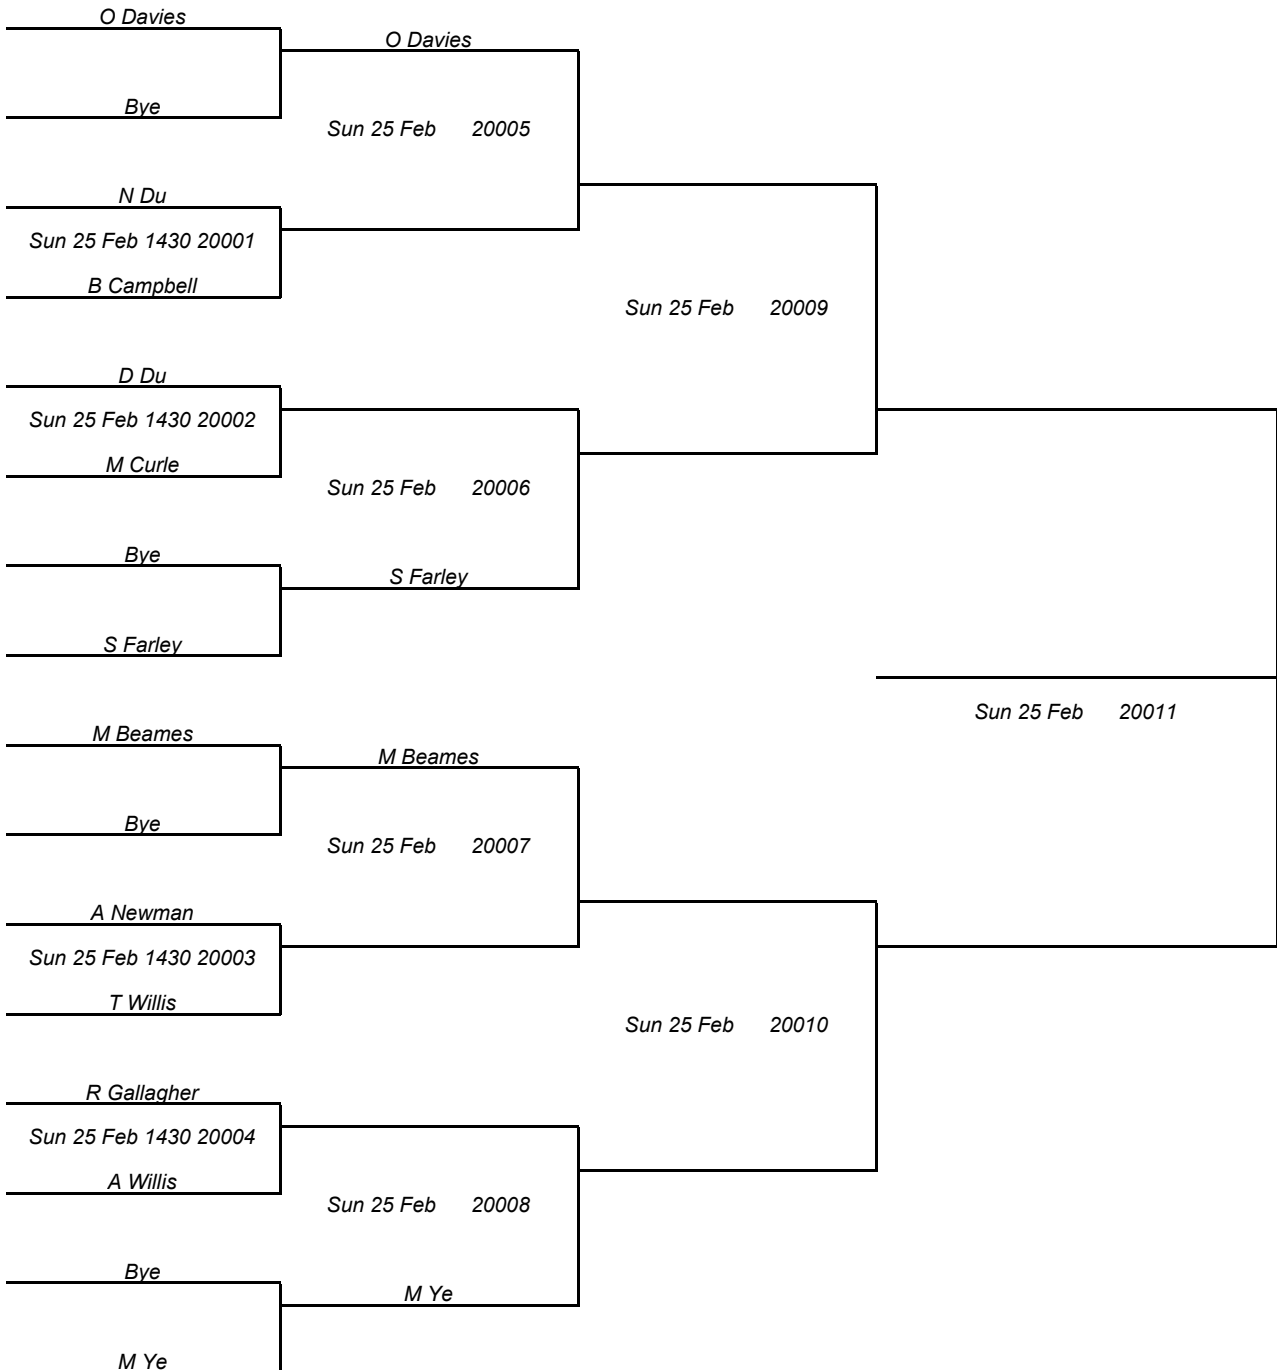 O Davies
O Davies
Bye
Sun 25 Feb 20005
N Du
Sun 25 Feb 1430 20001
B Campbell
Sun 25 Feb 20009
D Du
Sun 25 Feb 1430 20002
M Curle
Sun 25 Feb 20006
Bye
S Farley
S Farley
Sun 25 Feb 20011
M Beames
M Beames
Bye
Sun 25 Feb 20007
A Newman
Sun 25 Feb 1430 20003
T Willis
Sun 25 Feb 20010
R Gallagher
Sun 25 Feb 1430 20004
A Willis
Sun 25 Feb 20008
Bye
M Ye
M Ye